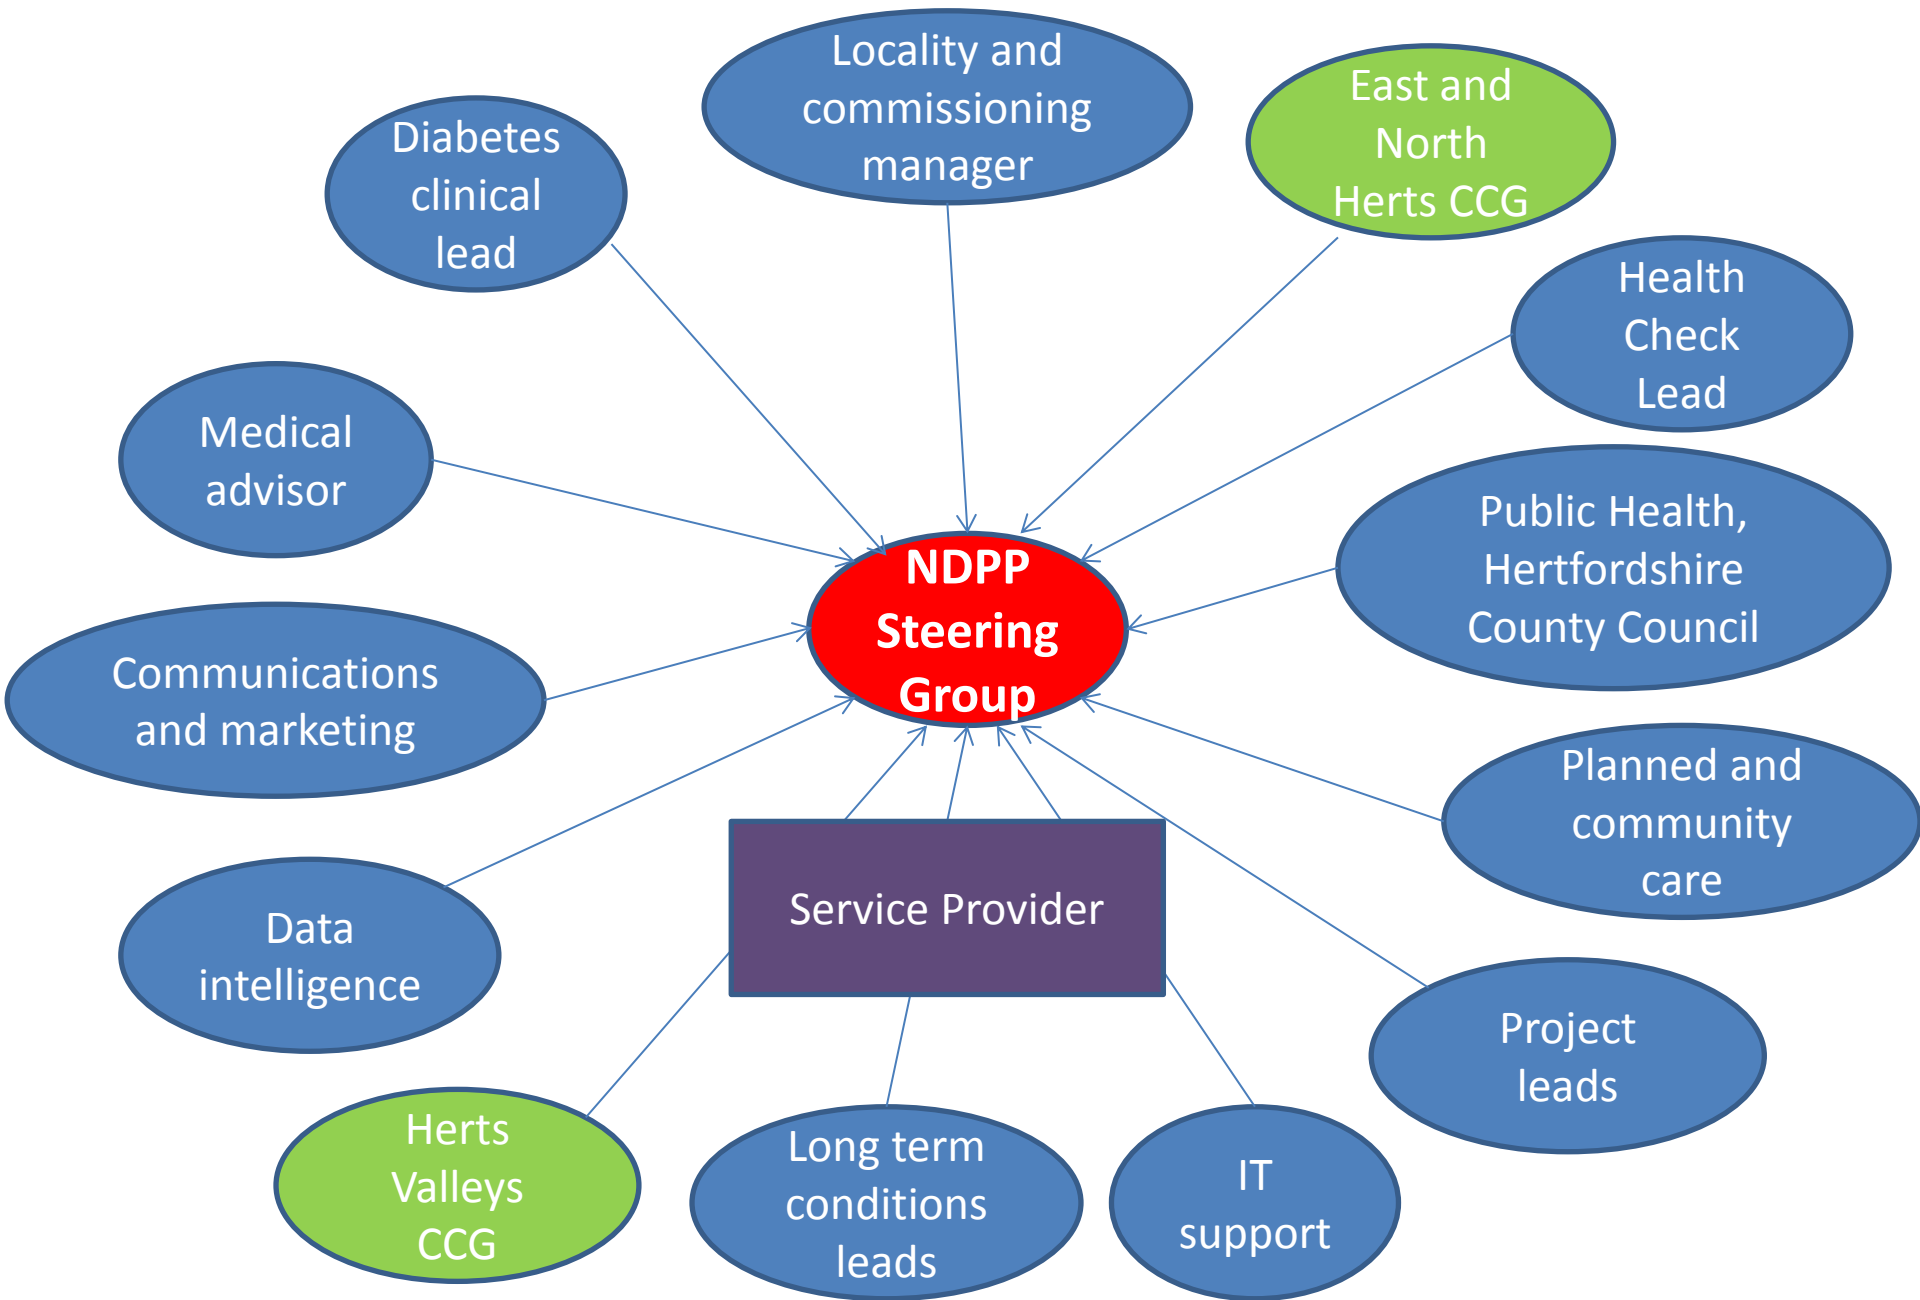 Locality and
commissioning
manager
East and
North
Herts CCG
Diabetes
clinical
lead
Health
Check
Lead
Medical
advisor
Public Health,
Hertfordshire
County Council
NDPP
Steering
Group
Communications
and marketing
Planned and
community
care
Service Provider
Data
intelligence
Project
leads
Herts
Valleys
CCG
Long term
conditions
leads
IT
support